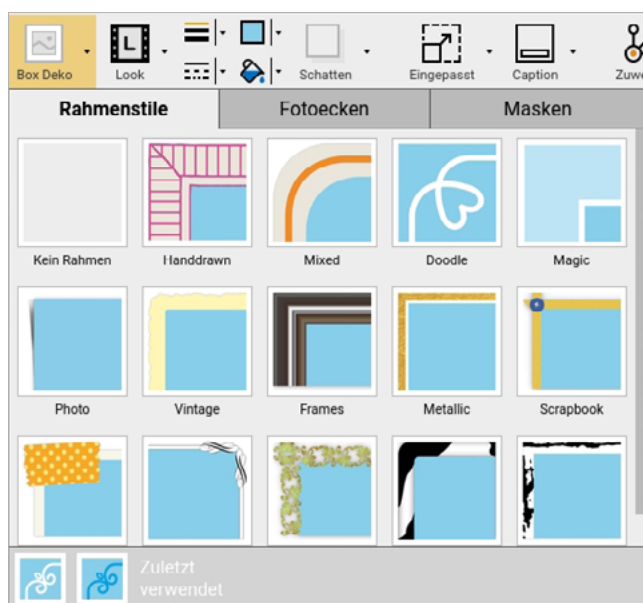 Box Deko
Look
Schatten
Eingepasst
Caption
Rahmenstile
Fotoecken
Masken
Kein Rahmen
Handdrawn
Mixed
Doodle
Magic
Photo
Vintage
Frames
Metallic
Scrapbook
Zuletzt
verwendet